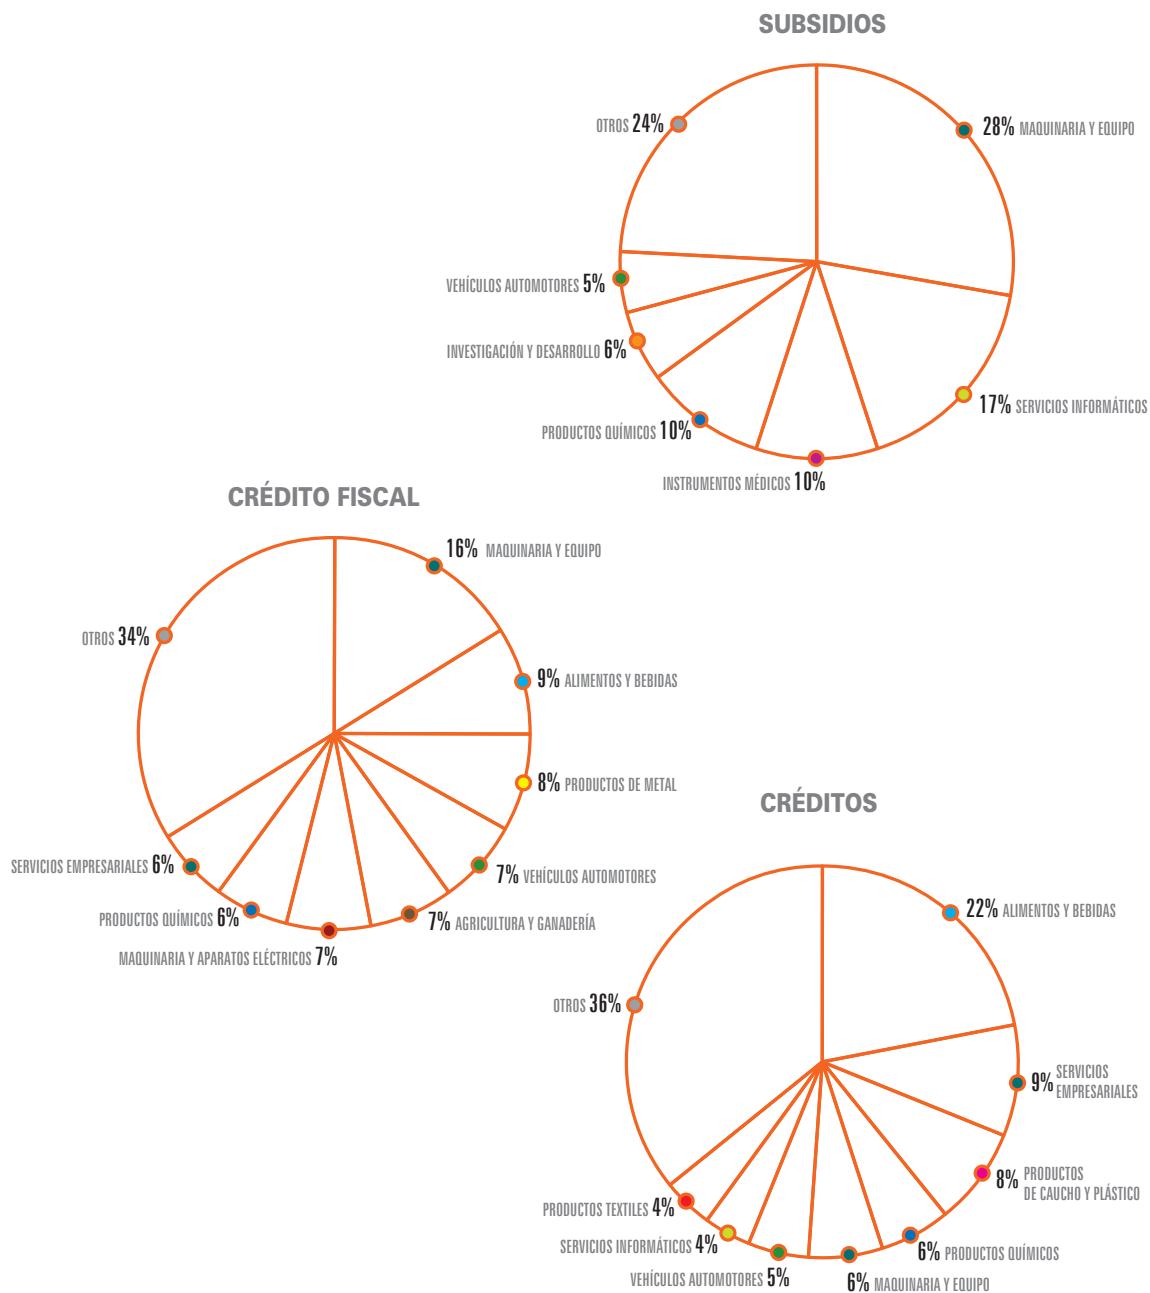 SUBSIDIOS
28% MAQUINARIA Y EQUIPO
17% SERVICIOS INFORMÁTICOS
INSTRUMENTOS MÉDICOS 10%
PRODUCTOS QUÍMICOS 10%
INVESTIGACIÓN Y DESARROLLO 6%
VEHÍCULOS AUTOMOTORES 5%
OTROS 24%
CRÉDITO FISCAL
16% MAQUINARIA Y EQUIPO
9% ALIMENTOS Y BEBIDAS
8% PRODUCTOS DE METAL
7% VEHÍCULOS AUTOMOTORES
7% AGRICULTURA Y GANADERÍA
MAQUINARIA Y APARATOS ELÉCTRICOS 7%
PRODUCTOS QUÍMICOS 6%
SERVICIOS EMPRESARIALES 6%
OTROS 34%
CRÉDITOS
22% ALIMENTOS Y BEBIDAS
9% SERVICIOS
EMPRESARIALES
8% PRODUCTOS
DE CAUCHO Y PLÁSTICO
6% PRODUCTOS QUÍMICOS
6% MAQUINARIA Y EQUIPO
VEHÍCULOS AUTOMOTORES 5%
SERVICIOS INFORMÁTICOS 4%
PRODUCTOS TEXTILES 4%
OTROS 36%